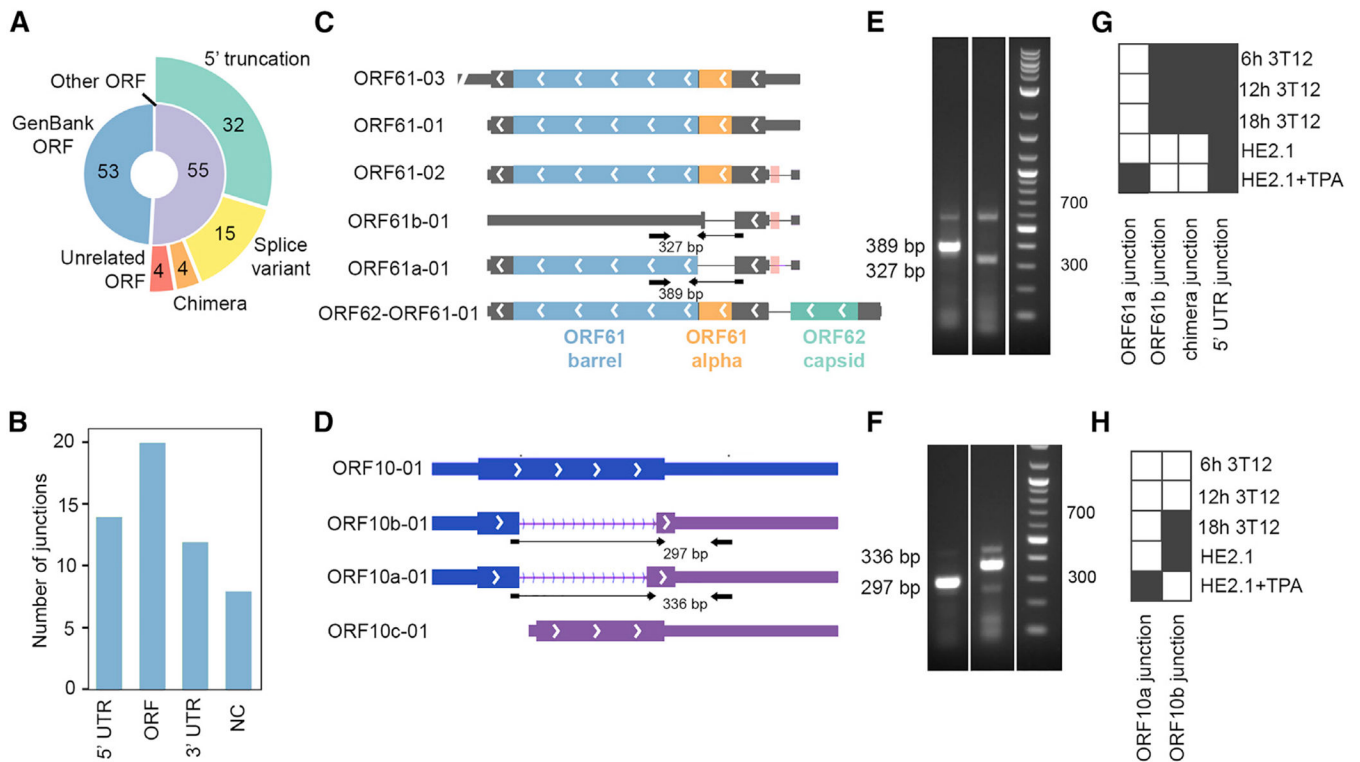 A
5' truncation
Other ORF
GenBank
ORF
53
55
32
15
4
4
Splice
variant
Unrelated
ORF
Chimera
B
Number of junctions
20
15
10
5
0
5' UTR
ORF
3' UTR
NC
C
ORF61-03
ORF61-01
ORF61-02
ORF61b-01
327 bp
ORF61a-01
389 bp
ORF62-ORF61-01
ORF61
barrel
ORF61
alpha
ORF62
capsid
D
ORF10-01
ORF10b-01
297 bp
ORF10a-01
336 bp
ORF10c-01
E
389 bp
327 bp
700
300
F
336 bp
297 bp
700
300
G
6h 3T12
12h 3T12
18h 3T12
HE2.1
HE2.1+TPA
ORF61a junction
ORF61b junction
chimera junction
5' UTR junction
H
6h 3T12
12h 3T12
18h 3T12
HE2.1
HE2.1+TPA
ORF10a junction
ORF10b junction